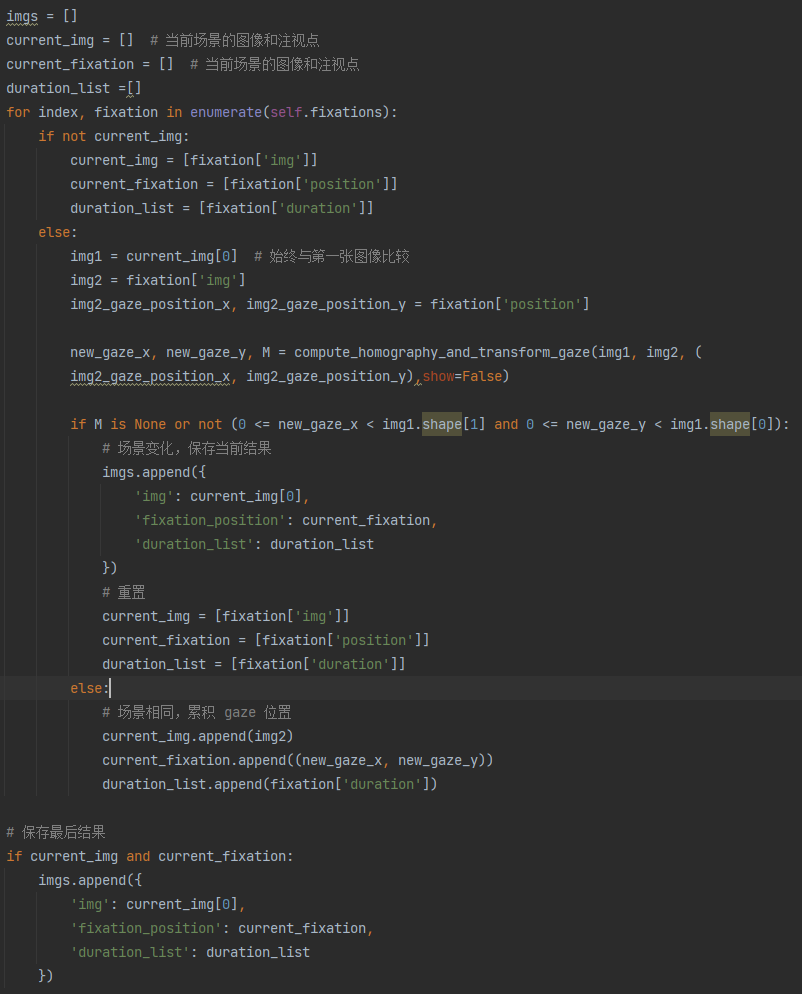 imgs = []
current_img = []  # 当前场景的图像和注视点
current_fixation = []  # 当前场景的图像和注视点
duration_list =[]
for index, fixation in enumerate(self.fixations):
    if not current_img:
        current_img = [fixation['img']]
        current_fixation = [fixation['position']]
        duration_list = [fixation['duration']]
    else:
        img1 = current_img[0]  # 始终与第一张图像比较
        img2 = fixation['img']
        img2_gaze_position_x, img2_gaze_position_y = fixation['position']

        new_gaze_x, new_gaze_y, M = compute_homography_and_transform_gaze(img1, img2, (
        img2_gaze_position_x, img2_gaze_position_y),show=False)

        if M is None or not (0 <= new_gaze_x < img1.shape[1] and 0 <= new_gaze_y < img1.shape[0]):
            # 场景变化，保存当前结果
            imgs.append({
                'img': current_img[0],
                'fixation_position': current_fixation,
                'duration_list': duration_list
            })
            # 重置
            current_img = [fixation['img']]
            current_fixation = [fixation['position']]
            duration_list = [fixation['duration']]
        else:
            # 场景相同，累积 gaze 位置
            current_img.append(img2)
            current_fixation.append((new_gaze_x, new_gaze_y))
            duration_list.append(fixation['duration'])

# 保存最后结果
if current_img and current_fixation:
    imgs.append({
        'img': current_img[0],
        'fixation_position': current_fixation,
        'duration_list': duration_list
    })